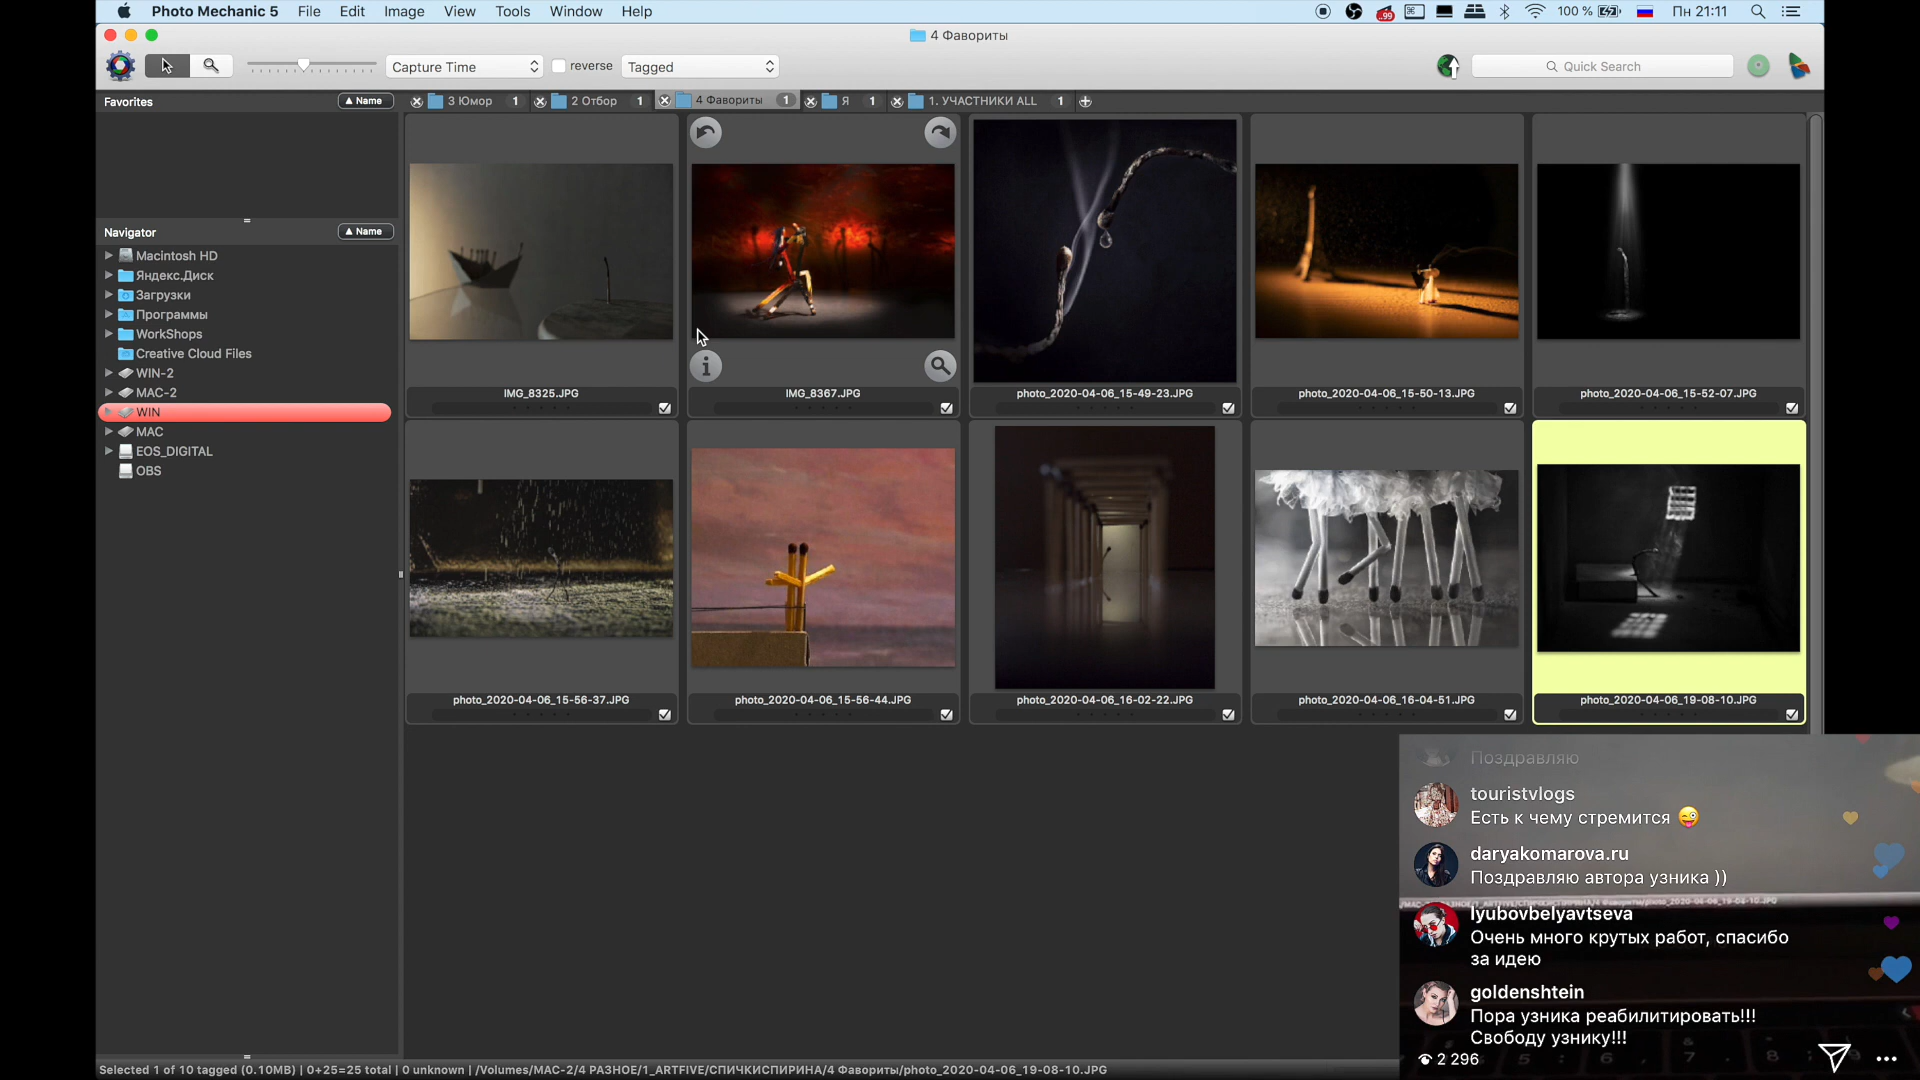 Photo Mechanic 5 File Edit Image View Tools Window Help
.99
100 %
Пн 21:11
4 Фавориты
Capture Time
reverse
Tagged
Quick Search
Favorites
Name
3 Юмор 1
2 Отбор 1
4 Фавориты 1
Я 1
1. УЧАСТНИКИ ALL 1
Navigator
Name
Macintosh HD
Яндекс.Диск
Загрузки
Программы
WorkShops
Creative Cloud Files
WIN-2
MAC-2
WIN
MAC
EOS_DIGITAL
OBS
IMG_8325.JPG
IMG_8367.JPG
photo_2020-04-06_15-49-23.JPG
photo_2020-04-06_15-50-13.JPG
photo_2020-04-06_15-52-07.JPG
photo_2020-04-06_15-56-37.JPG
photo_2020-04-06_15-56-44.JPG
photo_2020-04-06_16-02-22.JPG
photo_2020-04-06_16-04-51.JPG
photo_2020-04-06_19-08-10.JPG
Поздравляю
touristvlogs
Есть к чему стремится 😜
daryakomarova.ru
Поздравляю автора узника ))
lyubovbelyavtseva
Очень много крутых работ, спасибо
за идею
goldenshtein
Пора узника реабилитировать!!!
Свободу узнику!!!
2 296
Selected 1 of 10 tagged (0.10MB) | 0+25=25 total | 0 unknown | /Volumes/MAC-2/4 РАЗНОЕ/1_ARTFIVE/СПИЧКИСПИРИНА/4 Фавориты/photo_2020-04-06_19-08-10.JPG